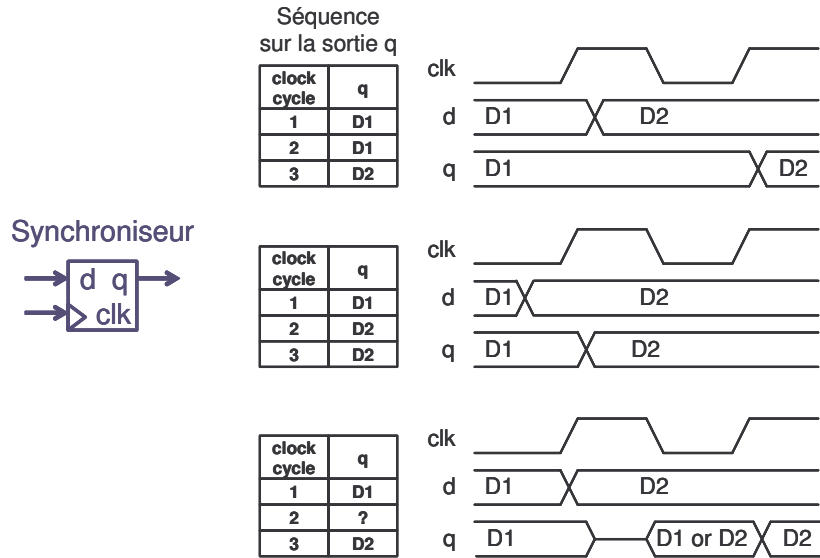 Séquence
sur la sortie q
clock cycle q
1 D1
2 D1
3 D2
clk
d D1 D2
q D1 D2
Synchroniseur
d q
clk
clock cycle q
1 D1
2 D2
3 D2
clk
d D1 D2
q D1 D2
clock cycle q
1 D1
2 ?
3 D2
clk
d D1 D2
q D1 D1 or D2 D2